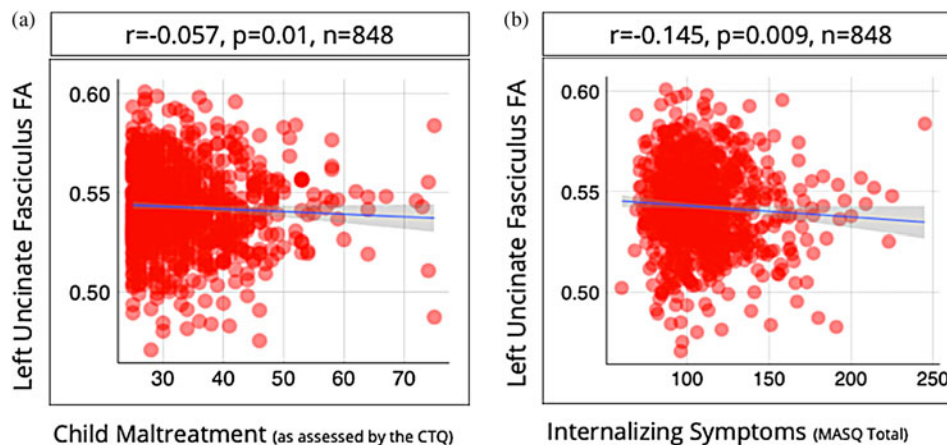 (a)
r=-0.057, p=0.01, n=848
Left Uncinate Fasciculus FA
0.60
0.55
0.50
30 40 50 60 70
Child Maltreatment (as assessed by the CTQ)
(b)
r=-0.145, p=0.009, n=848
Left Uncinate Fasciculus FA
0.60
0.55
0.50
100 150 200 250
Internalizing Symptoms (MASQ Total)